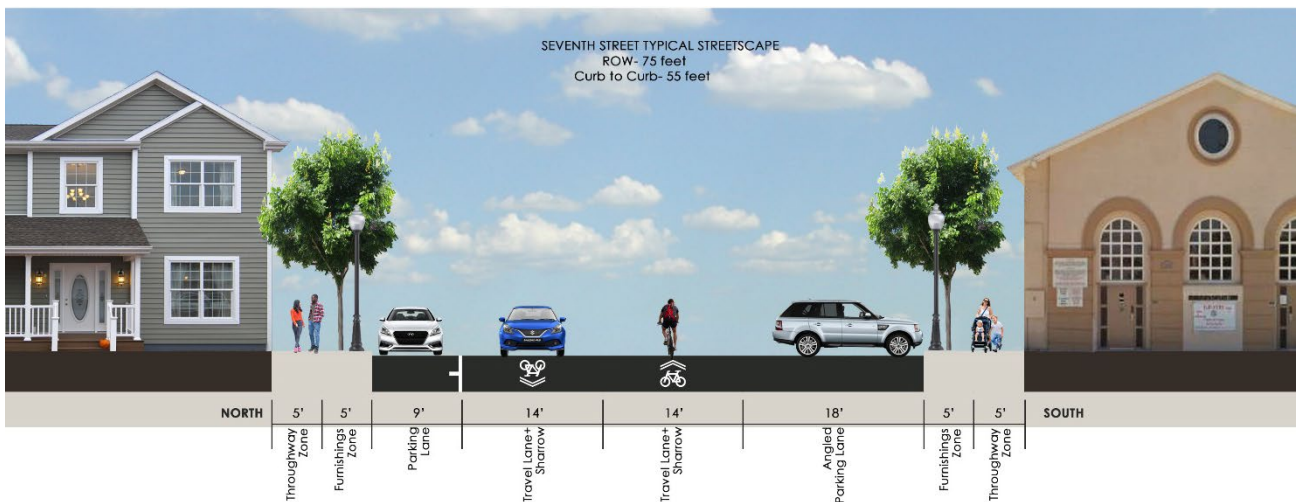 SEVENTH STREET TYPICAL STREETSCAPE
ROW- 75 feet
Curb to Curb- 55 feet
NORTH
5'
5'
9'
14'
14'
18'
5'
5'
SOUTH
Throughway
Zone
Furnishings
Zone
Parking
Lane
Travel Lane+
Sharrow
Travel Lane+
Sharrow
Angled
Parking Lane
Furnishings
Zone
Throughway
Zone